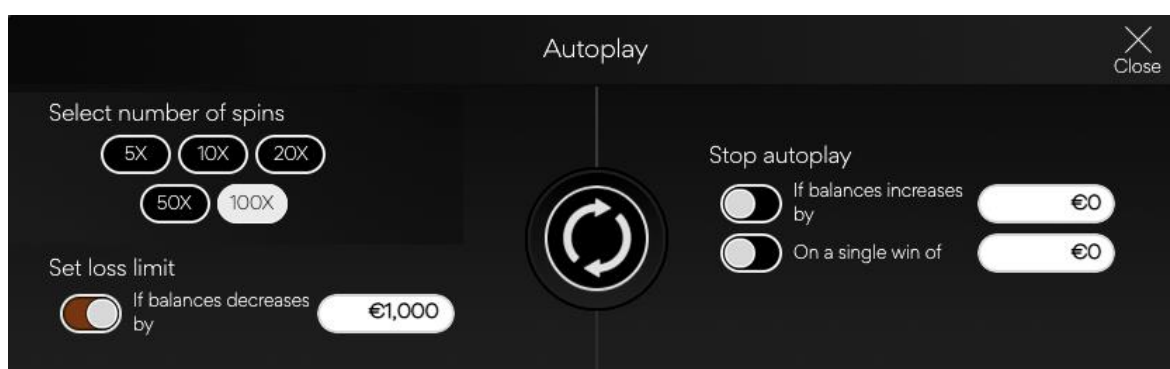 Autoplay
Close
Select number of spins
5X 10X 20X
50X 100X
Set loss limit
If balances decreases
by
€1,000
Stop autoplay
If balances increases
by
€0
On a single win of €0